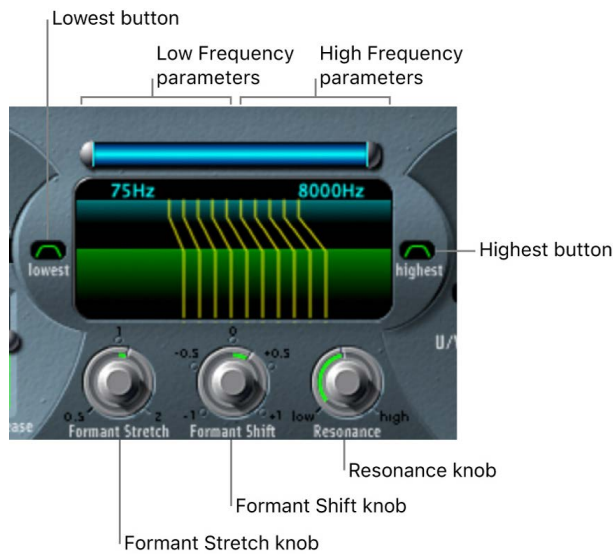 Lowest button
Low Frequency parameters
High Frequency parameters
75Hz
8000Hz
lowest
highest
Highest button
U/V
1
0.5
2
Formant Stretch
0
-0.5
+0.5
-1
+1
Formant Shift
low
high
Resonance
ease
Resonance knob
Formant Shift knob
Formant Stretch knob